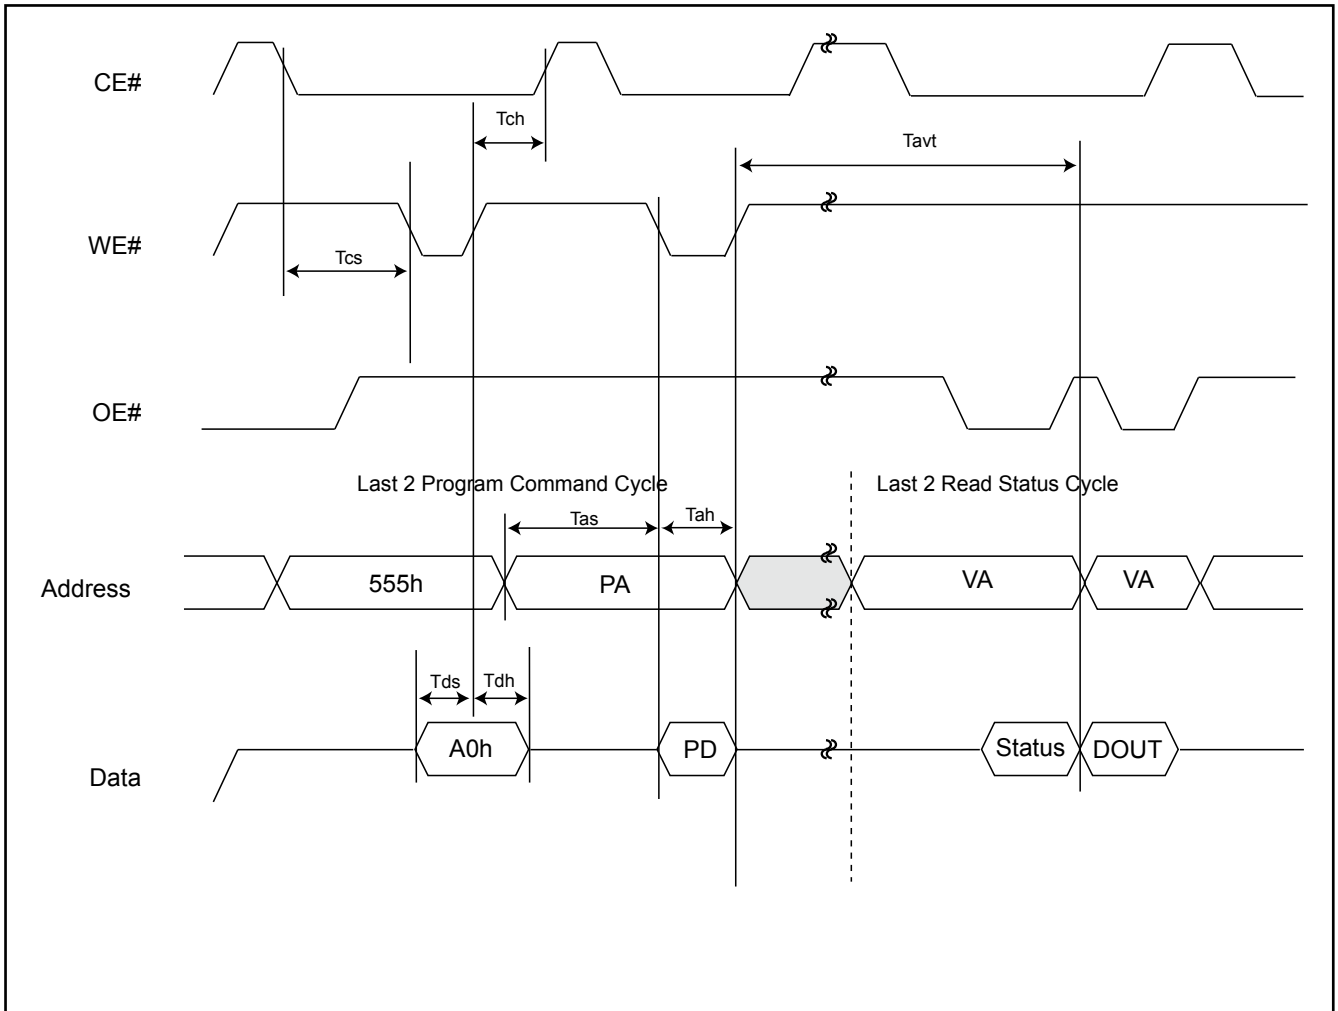 CE#
Tch
Tavt
WE#
Tcs
OE#
Last 2 Program Command Cycle
Last 2 Read Status Cycle
Tas
Tah
Address
555h
PA
VA
VA
Tds
Tdh
Data
A0h
PD
Status
DOUT